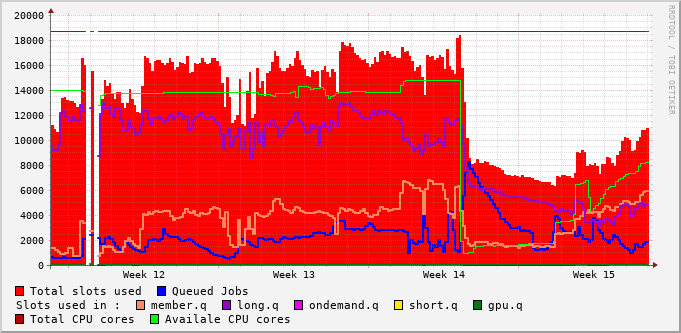 20000
18000
16000
14000
12000
10000
8000
6000
4000
2000
0
Week 12 Week 13 Week 14 Week 15
Total slots used Queued Jobs
Slots used in : member.q long.q ondemand.q short.q gpu.q
Total CPU cores Availale CPU cores
RRDTOOL / TOBI OETIKER